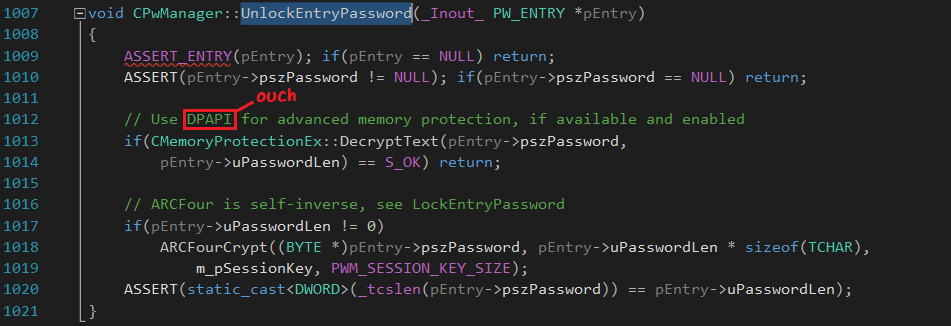 1007 void CPwManager::UnlockEntryPassword(_Inout_ PW_ENTRY *pEntry)
1008 {
1009 ASSERT_ENTRY(pEntry); if(pEntry == NULL) return;
1010 ASSERT(pEntry->pszPassword != NULL); if(pEntry->pszPassword == NULL) return;
1011 ouch
1012 // Use DPAPI for advanced memory protection, if available and enabled
1013 if(CMemoryProtectionEx::DecryptText(pEntry->pszPassword,
1014 pEntry->uPasswordLen) == S_OK) return;
1015
1016 // ARCFour is self-inverse, see LockEntryPassword
1017 if(pEntry->uPasswordLen != 0)
1018 ARCFourCrypt((BYTE *)pEntry->pszPassword, pEntry->uPasswordLen * sizeof(TCHAR),
1019 m_pSessionKey, PWM_SESSION_KEY_SIZE);
1020 ASSERT(static_cast<DWORD>(_tcslen(pEntry->pszPassword)) == pEntry->uPasswordLen);
1021 }